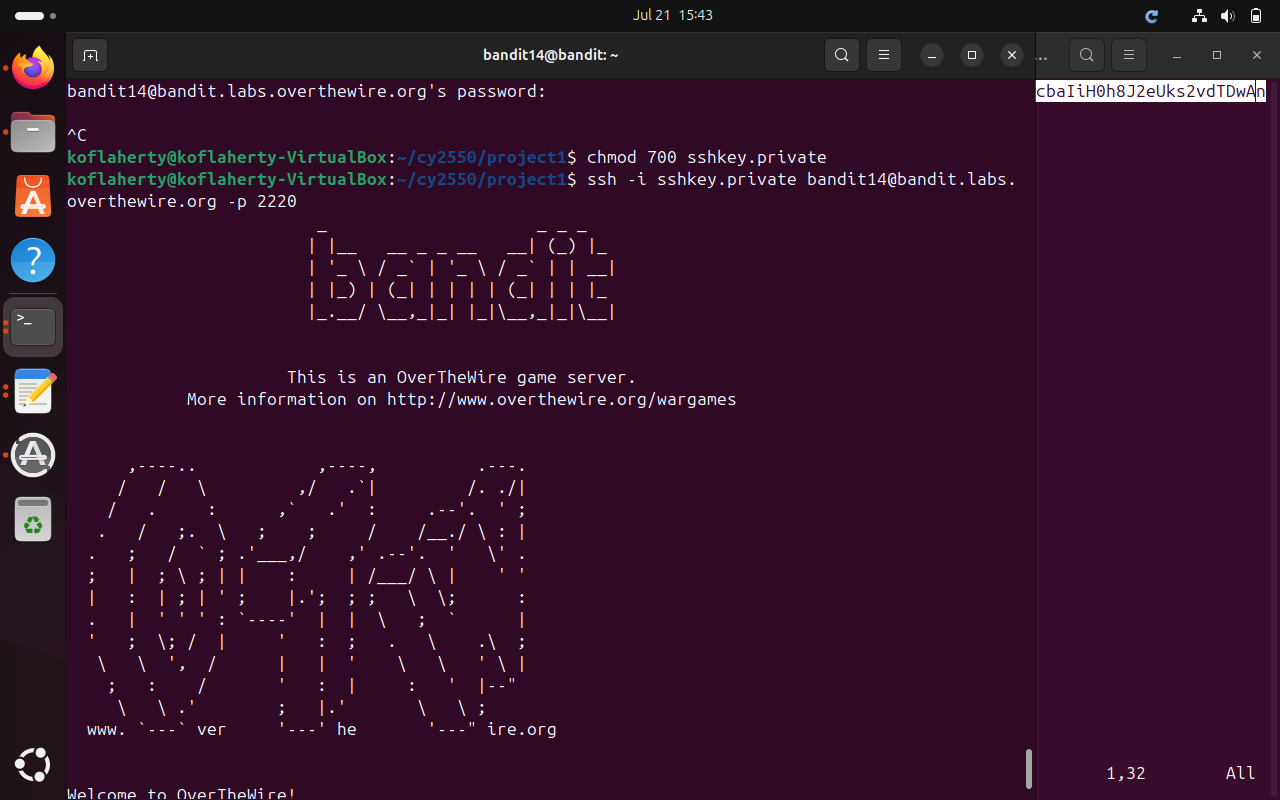 Jul 21 15:43
bandit14@bandit: ~
bandit14@bandit.labs.overthewire.org's password:
^C
koflaherty@koflaherty-VirtualBox:~/cy2550/project1$ chmod 700 sshkey.private
koflaherty@koflaherty-VirtualBox:~/cy2550/project1$ ssh -i sshkey.private bandit14@bandit.labs.
overthewire.org -p 2220
bandit
This is an OverTheWire game server.
More information on http://www.overthewire.org/wargames
www. `---` ver     '---' he       '---" ire.org
Welcome to OverTheWire!
...
cbaIiH0h8J2eUks2vdTDwAn
1,32 All